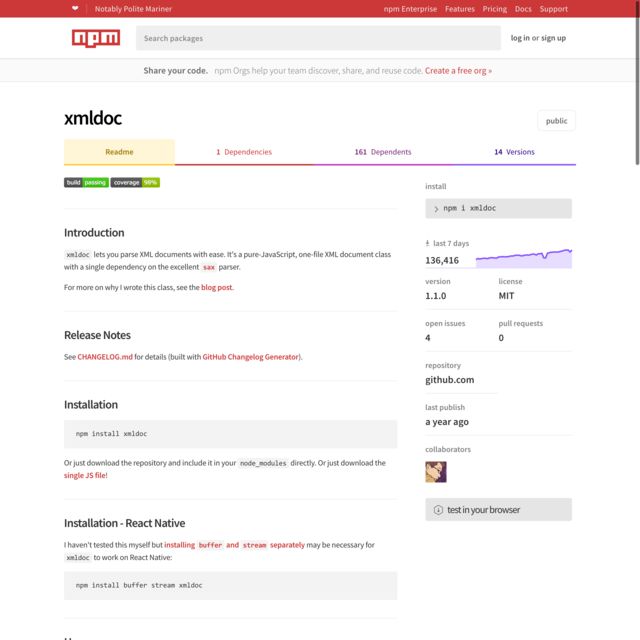 ❤ Notably Polite Mariner npm Enterprise Features Pricing Docs Support
npm Search packages log in or sign up
Share your code. npm Orgs help your team discover, share, and reuse code. Create a free org »
xmldoc public
Readme 1 Dependencies 161 Dependents 14 Versions
build passing coverage 98%
Introduction
xmldoc lets you parse XML documents with ease. It's a pure-JavaScript, one-file XML document class
with a single dependency on the excellent sax parser.
For more on why I wrote this class, see the blog post.
Release Notes
See CHANGELOG.md for details (built with GitHub Changelog Generator).
Installation
npm install xmldoc
Or just download the repository and include it in your node_modules directly. Or just download the
single JS file!
Installation - React Native
I haven't tested this myself but installing buffer and stream separately may be necessary for
xmldoc to work on React Native:
npm install buffer stream xmldoc
install
npm i xmldoc
last 7 days
136,416
version license
1.1.0 MIT
open issues pull requests
4 0
repository
github.com
last publish
a year ago
collaborators
test in your browser